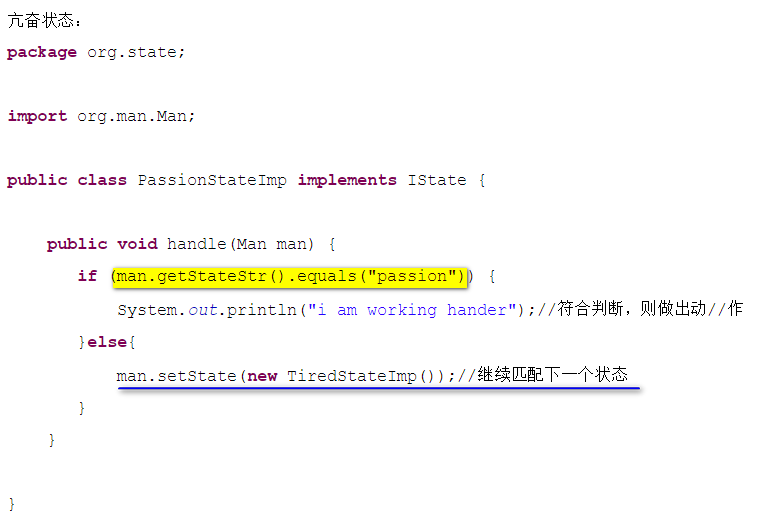 亢奋状态：
package org.state;
import org.man.Man;
public class PassionStateImp implements IState {
public void handle(Man man) {
if (man.getStateStr().equals("passion")) {
System.out.println("i am working hander");//符合判断，则做出动//作
}else{
man.setState(new TiredStateImp());//继续匹配下一个状态
}
}
}